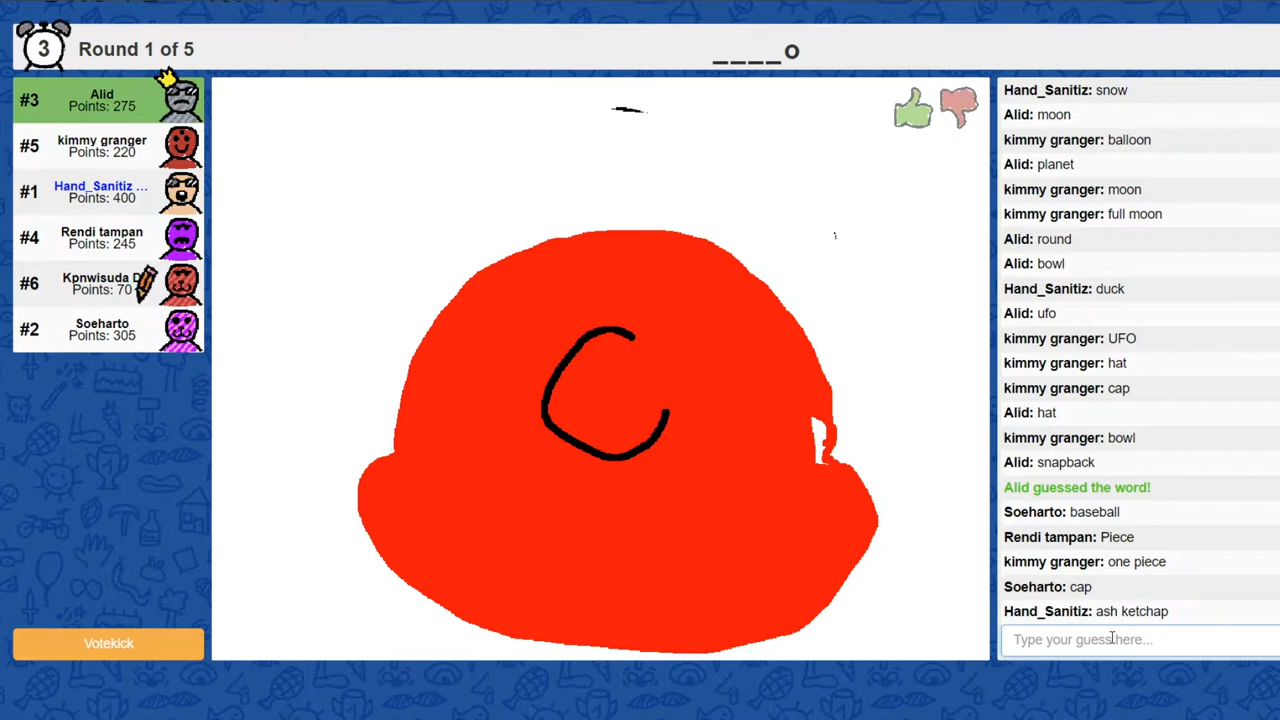 3
Round 1 of 5
____o
#3
Alid
Points: 275
#5
kimmy granger
Points: 220
#1
Hand_Sanitiz ...
Points: 400
#4
Rendi tampan
Points: 245
#6
Kpnwisuda
Points: 70
#2
Soeharto
Points: 305
Votekick
C
Hand_Sanitiz: snow
Alid: moon
kimmy granger: balloon
Alid: planet
kimmy granger: moon
kimmy granger: full moon
Alid: round
Alid: bowl
Hand_Sanitiz: duck
Alid: ufo
kimmy granger: UFO
kimmy granger: hat
kimmy granger: cap
Alid: hat
kimmy granger: bowl
Alid: snapback
Alid guessed the word!
Soeharto: baseball
Rendi tampan: Piece
kimmy granger: one piece
Soeharto: cap
Hand_Sanitiz: ash ketchap
Type your guess here...